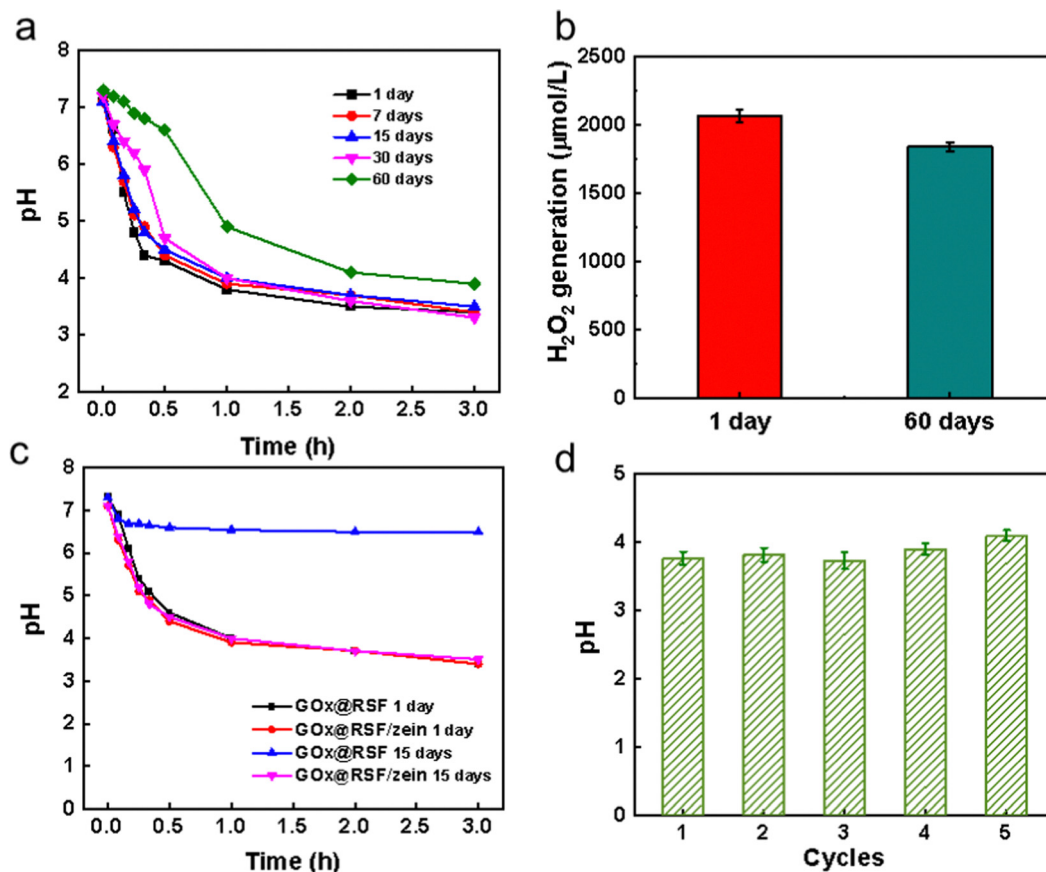 a
8
7
6
5
4
3
2
pH
1 day
7 days
15 days
30 days
60 days
0.0 0.5 1.0 1.5 2.0 2.5 3.0
Time (h)
b
2500
2000
1500
1000
500
0
H₂O₂ generation (μmol/L)
1 day 60 days
c
8
7
6
5
4
3
2
1
0
pH
GOx@RSF 1 day
GOx@RSF/zein 1 day
GOx@RSF 15 days
GOx@RSF/zein 15 days
0.0 0.5 1.0 1.5 2.0 2.5 3.0
Time (h)
d
5
4
3
2
1
0
pH
1 2 3 4 5
Cycles